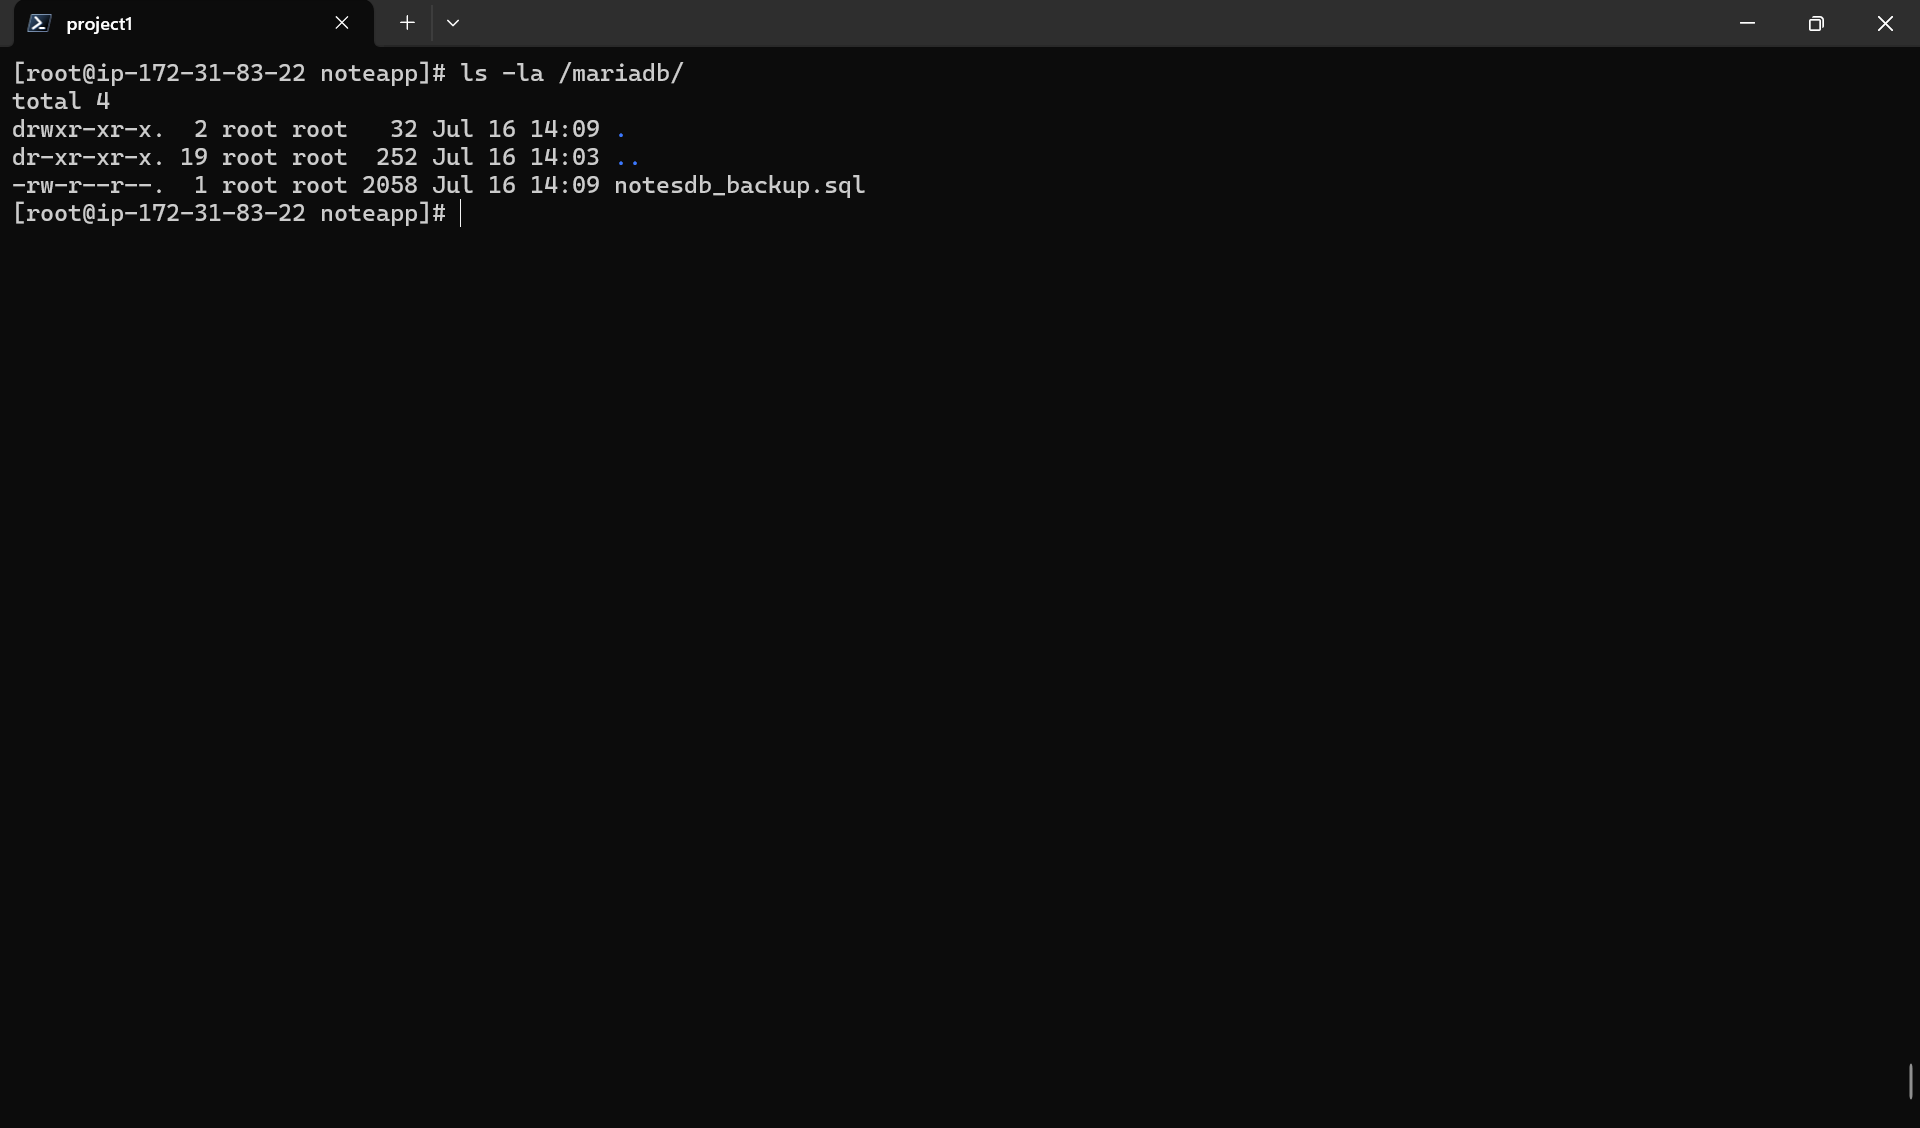 project1
[root@ip-172-31-83-22 noteapp]# ls -la /mariadb/
total 4
drwxr-xr-x.  2 root root   32 Jul 16 14:09 .
dr-xr-xr-x. 19 root root  252 Jul 16 14:03 ..
-rw-r--r--.  1 root root 2058 Jul 16 14:09 notesdb_backup.sql
[root@ip-172-31-83-22 noteapp]#